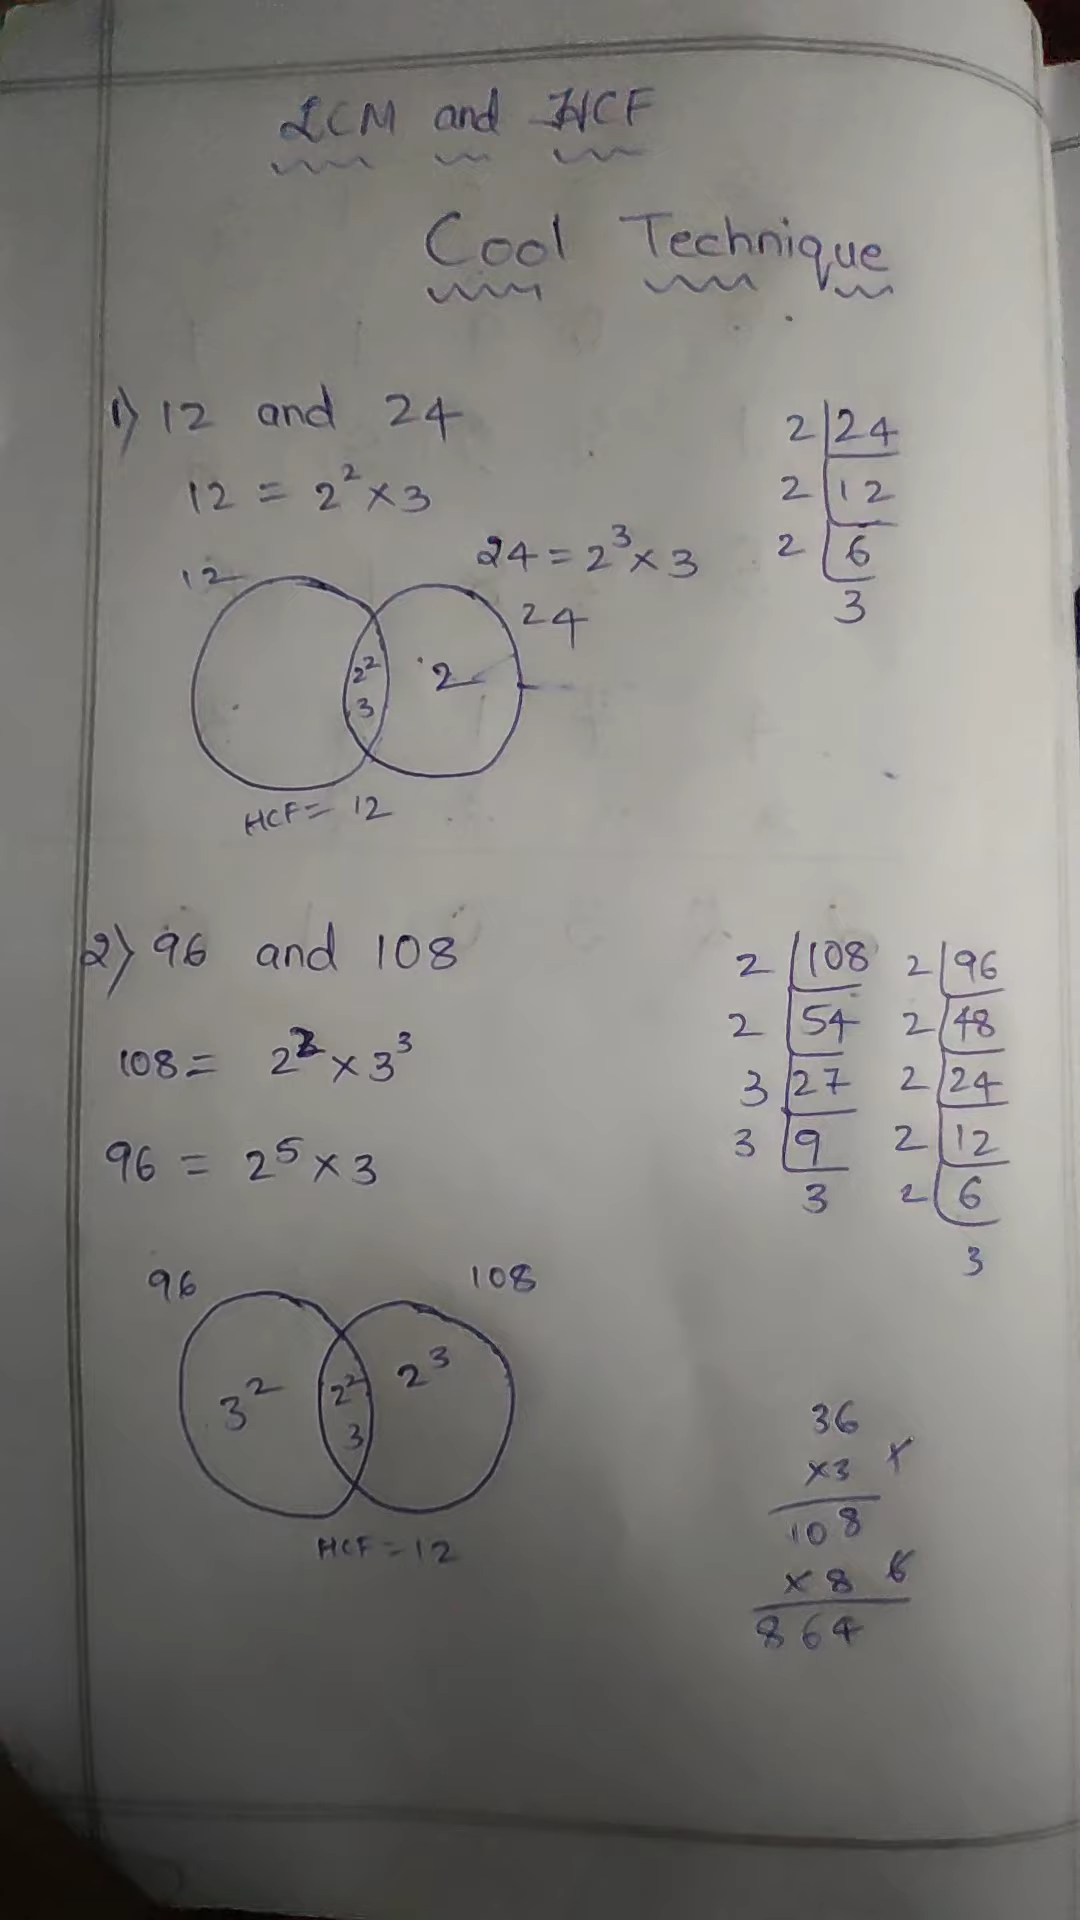 LCM and HCF
Cool Technique
1) 12 and 24
12 = 2² × 3
24 = 2³ × 3
2 | 24
2 | 12
2 | 6
3
12
24
2²
3
2
HCF = 12
2) 96 and 108
108 = 2² × 3³
96 = 2⁵ × 3
2 | 108
2 | 54
3 | 27
3 | 9
3
2 | 96
2 | 48
2 | 24
2 | 12
2 | 6
3
96
108
3²
2²
3
2³
HCF = 12
36
×3
108
× 8
864